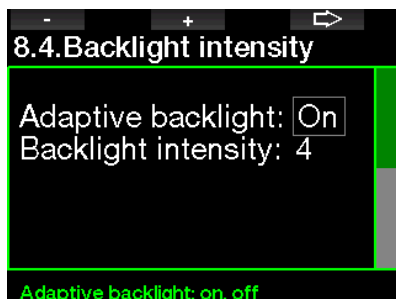 - + ⇨
8.4.Backlight intensity
Adaptive backlight: On
Backlight intensity: 4
Adaptive backlight: on, off